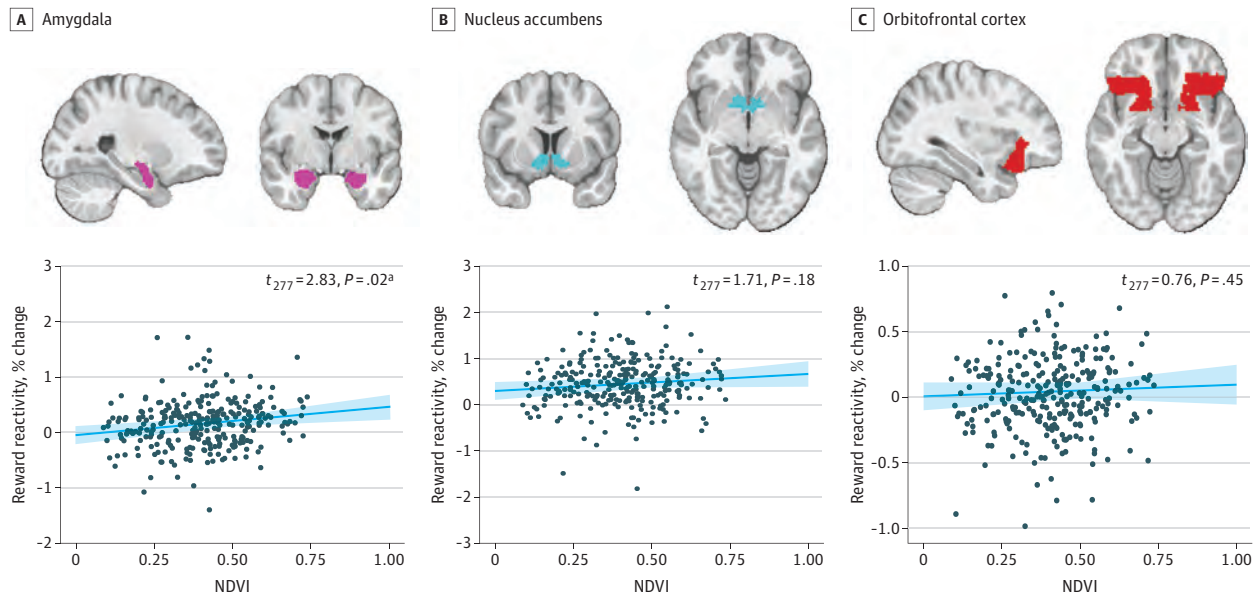 A Amygdala
B Nucleus accumbens
C Orbitofrontal cortex
3
2
1
0
-1
-2
Reward reactivity, % change
t277=2.83, P=.02a
0 0.25 0.50 0.75 1.00
NDVI
3
2
1
0
-1
-2
-3
Reward reactivity, % change
t277=1.71, P=.18
0 0.25 0.50 0.75 1.00
NDVI
1.0
0.5
0
-0.5
-1.0
Reward reactivity, % change
t277=0.76, P=.45
0 0.25 0.50 0.75 1.00
NDVI